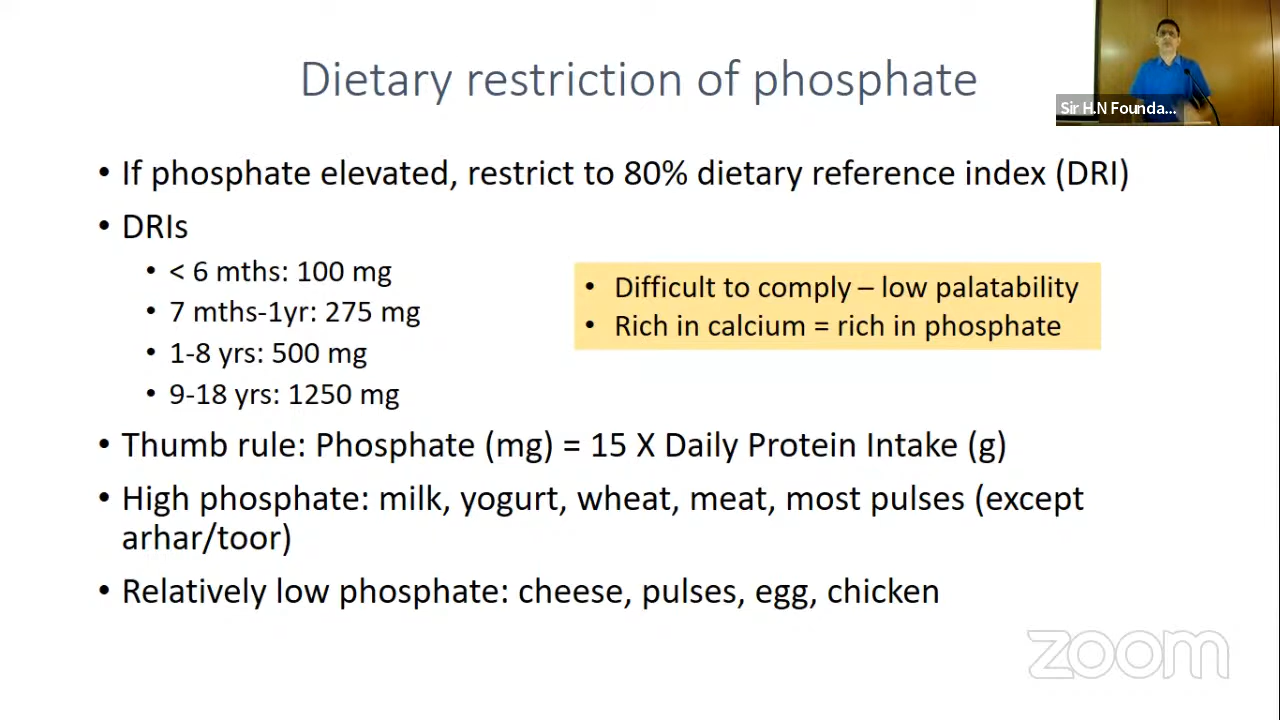 Dietary restriction of phosphate
Sir H.N Founda...
• If phosphate elevated, restrict to 80% dietary reference index (DRI)
• DRIs
• < 6 mths: 100 mg
• 7 mths-1yr: 275 mg
• 1-8 yrs: 500 mg
• 9-18 yrs: 1250 mg
• Difficult to comply – low palatability
• Rich in calcium = rich in phosphate
• Thumb rule: Phosphate (mg) = 15 X Daily Protein Intake (g)
• High phosphate: milk, yogurt, wheat, meat, most pulses (except
arhar/toor)
• Relatively low phosphate: cheese, pulses, egg, chicken
zoom